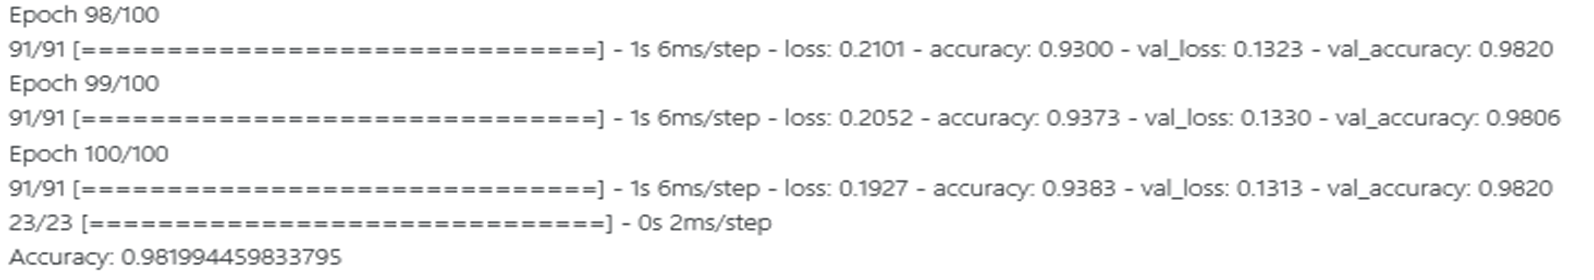 Epoch 98/100
91/91 [==============================] - 1s 6ms/step - loss: 0.2101 - accuracy: 0.9300 - val_loss: 0.1323 - val_accuracy: 0.9820
Epoch 99/100
91/91 [==============================] - 1s 6ms/step - loss: 0.2052 - accuracy: 0.9373 - val_loss: 0.1330 - val_accuracy: 0.9806
Epoch 100/100
91/91 [==============================] - 1s 6ms/step - loss: 0.1927 - accuracy: 0.9383 - val_loss: 0.1313 - val_accuracy: 0.9820
23/23 [==============================] - 0s 2ms/step
Accuracy: 0.981994459833795